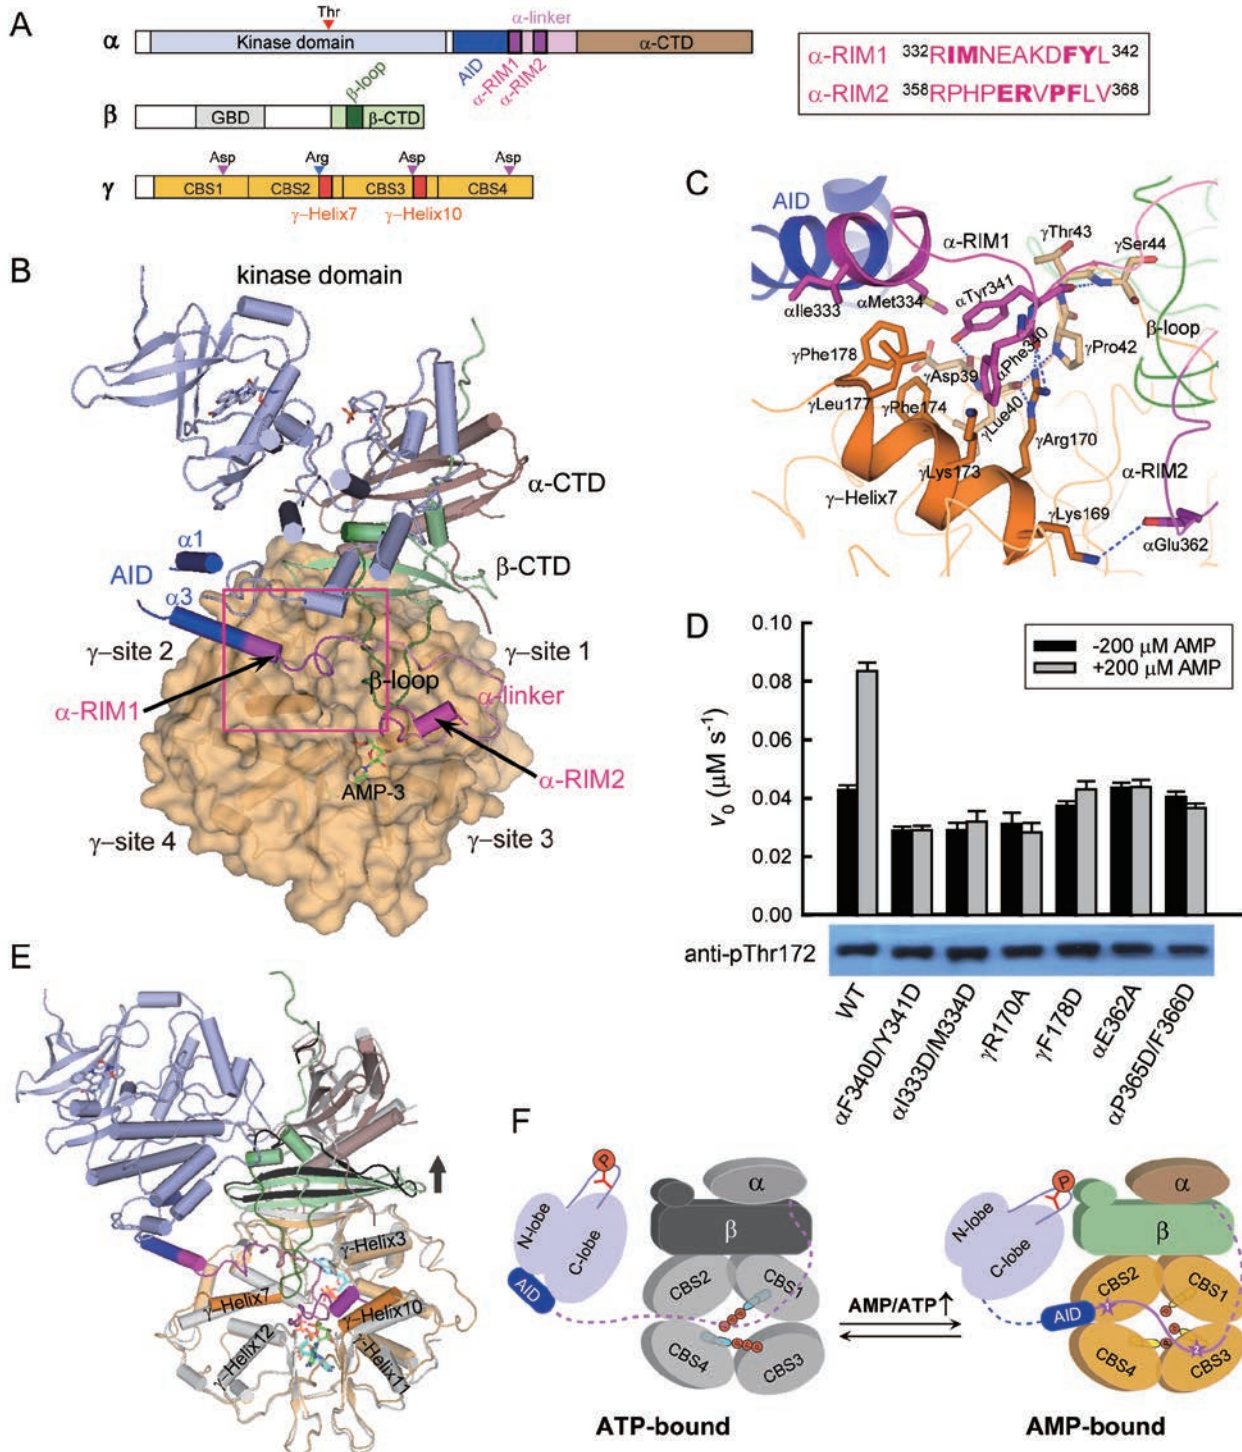 A
Thr
α-linker
α
Kinase domain
α-CTD
AID
α-RIM1
α-RIM2
β-loop
β
GBD
β-CTD
Asp
Arg
Asp
Asp
γ
CBS1
CBS2
CBS3
CBS4
γ–Helix7
γ–Helix10
α-RIM1 332RIMNEAKDFYL342
α-RIM2 358RPHPERVPFLV368
B
kinase domain
α-CTD
α1
β-CTD
AID
α3
γ–site 2
γ–site 1
β-loop
α-linker
α-RIM1
α-RIM2
AMP-3
γ–site 4
γ–site 3
C
AID
α-RIM1
γThr43
γSer44
αTyr341
αMet334
αIle333
β-loop
γPhe178
αPhe340
γPro42
γAsp39
γLeu177
γPhe174
γLue40
γArg170
γLys173
α-RIM2
γ–Helix7
γLys169
αGlu362
D
-200 µM AMP
+200 µM AMP
v0 (µM s-1)
0.10
0.08
0.06
0.04
0.02
0.00
anti-pThr172
WT
αF340D/Y341D
αI333D/M334D
γR170A
γF178D
αE362A
αP365D/F366D
E
γ–Helix3
γ–Helix7
γ–Helix10
γ–Helix12
γ–Helix11
F
P
N-lobe
C-lobe
AID
α
β
CBS2
CBS1
CBS4
CBS3
ATP-bound
AMP/ATP↑
P
N-lobe
C-lobe
AID
α
β
CBS2
CBS1
CBS4
CBS3
AMP-bound